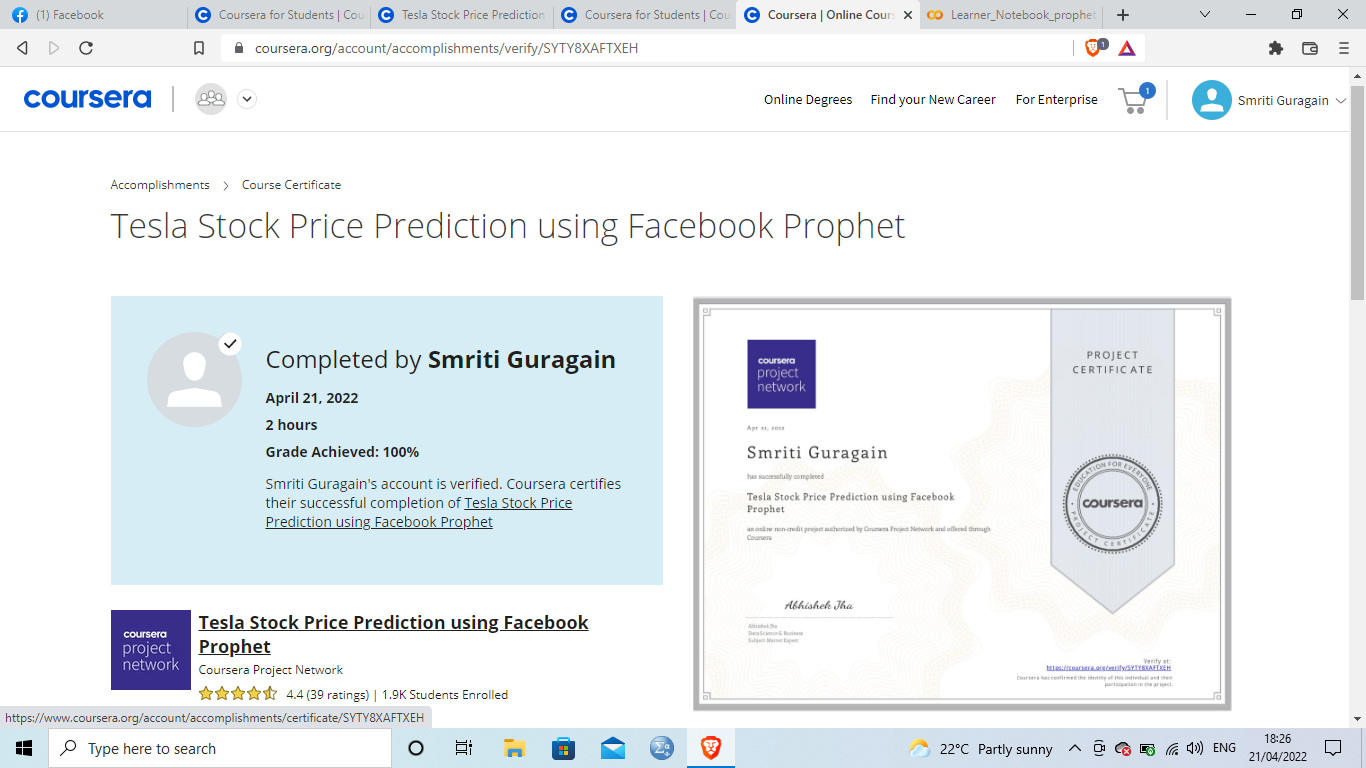 (1) Facebook
Coursera for Students | Cou
Tesla Stock Price Prediction
Coursera for Students | Cou
Coursera | Online Cours
Learner_Notebook_prophet
coursera.org/account/accomplishments/verify/SYTY8XAFTXEH
1
coursera
Online Degrees
Find your New Career
For Enterprise
1
Smriti Guragain
Accomplishments
Course Certificate
Tesla Stock Price Prediction using Facebook Prophet
Completed by Smriti Guragain
April 21, 2022
2 hours
Grade Achieved: 100%
Smriti Guragain's account is verified. Coursera certifies
their successful completion of Tesla Stock Price
Prediction using Facebook Prophet
coursera
project
network
Tesla Stock Price Prediction using Facebook
Prophet
Coursera Project Network
4.4 (39 ratings) | 1.9K Students Enrolled
coursera
project
network
Apr 21, 2022
Smriti Guragain
has successfully completed
Tesla Stock Price Prediction using Facebook
Prophet
an online non-credit project authorized by Coursera Project Network and offered through
Coursera
Abhishek Jha
Abhishek Jha
Data Science & Business
Subject Matter Expert
PROJECT
CERTIFICATE
EDUCATION FOR EVERYONE
coursera
PROJECT CERTIFICATE
Verify at:
https://coursera.org/verify/SYTY8XAFTXEH
Coursera has confirmed the identity of this individual and their
participation in the project.
https://www.coursera.org/account/accomplishments/certificate/SYTY8XAFTXEH
Type here to search
22°C Partly sunny
ENG
18:26
21/04/2022